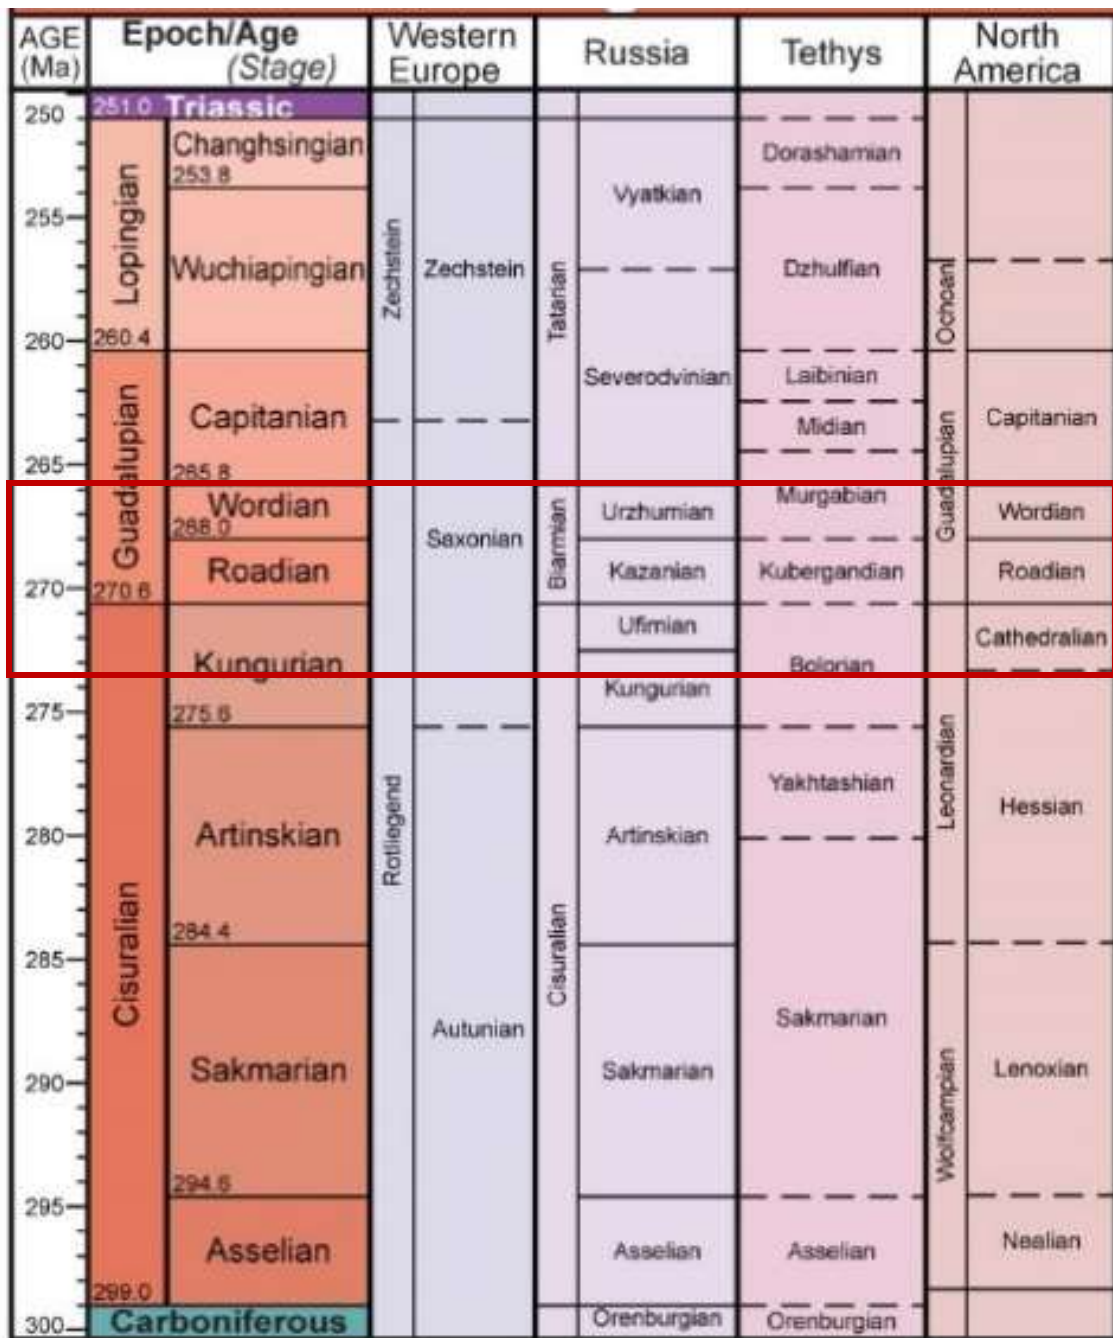 AGE
(Ma)
Epoch/Age
(Stage)
Western
Europe
Russia
Tethys
North
America
250
255
260
265
270
275
280
285
290
295
300
251.0 Triassic
Lopingian
260.4
Guadalupian
270.6
Cisuralian
299.0
Carboniferous
Changhsingian
253.8
Wuchiapingian
Capitanian
265.8
Wordian
268.0
Roadian
Kungurian
275.6
Artinskian
284.4
Sakmarian
294.6
Asselian
Zechstein
Rotliegend
Zechstein
Saxonian
Autunian
Tatarian
Biarmian
Cisuralian
Vyatkian
Severodvinian
Urzhumian
Kazanian
Ufimian
Kungurian
Artinskian
Sakmarian
Asselian
Orenburgian
Dorashamian
Dzhulfian
Laibinian
Midian
Murgabian
Kubergandian
Bolorian
Yakhtashian
Sakmarian
Asselian
Orenburgian
Ochoan
Guadalupian
Leonardian
Wolfcampian
Capitanian
Wordian
Roadian
Cathedralian
Hessian
Lenoxian
Nealian